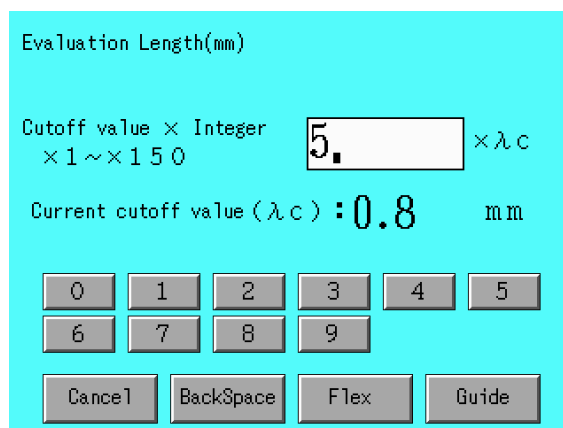 Evaluation Length(mm)
Cutoff value × Integer
×1~×150
5. ×λc
Current cutoff value(λc):0.8 mm
0 1 2 3 4 5
6 7 8 9
Cancel BackSpace Flex Guide